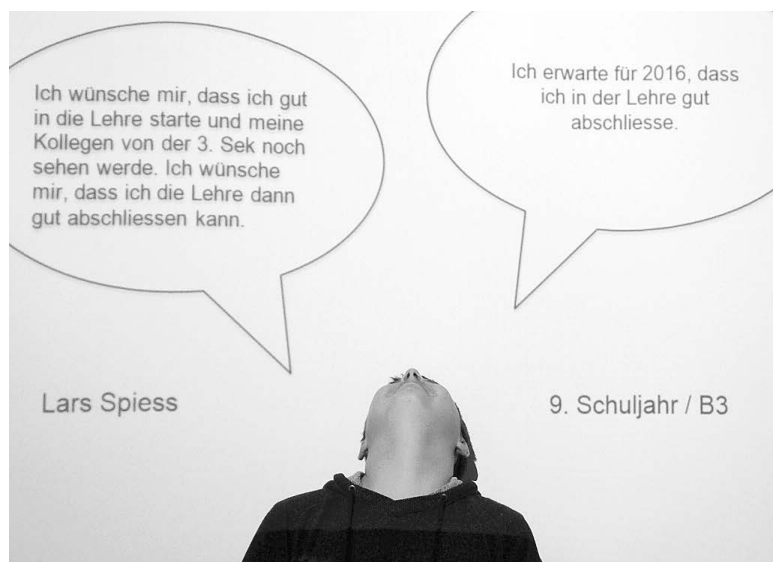 Ich wünsche mir, dass ich gut
in die Lehre starte und meine
Kollegen von der 3. Sek noch
sehen werde. Ich wünsche
mir, dass ich die Lehre dann
gut abschliessen kann.
Ich erwarte für 2016, dass
ich in der Lehre gut
abschliesse.
Lars Spiess
9. Schuljahr / B3